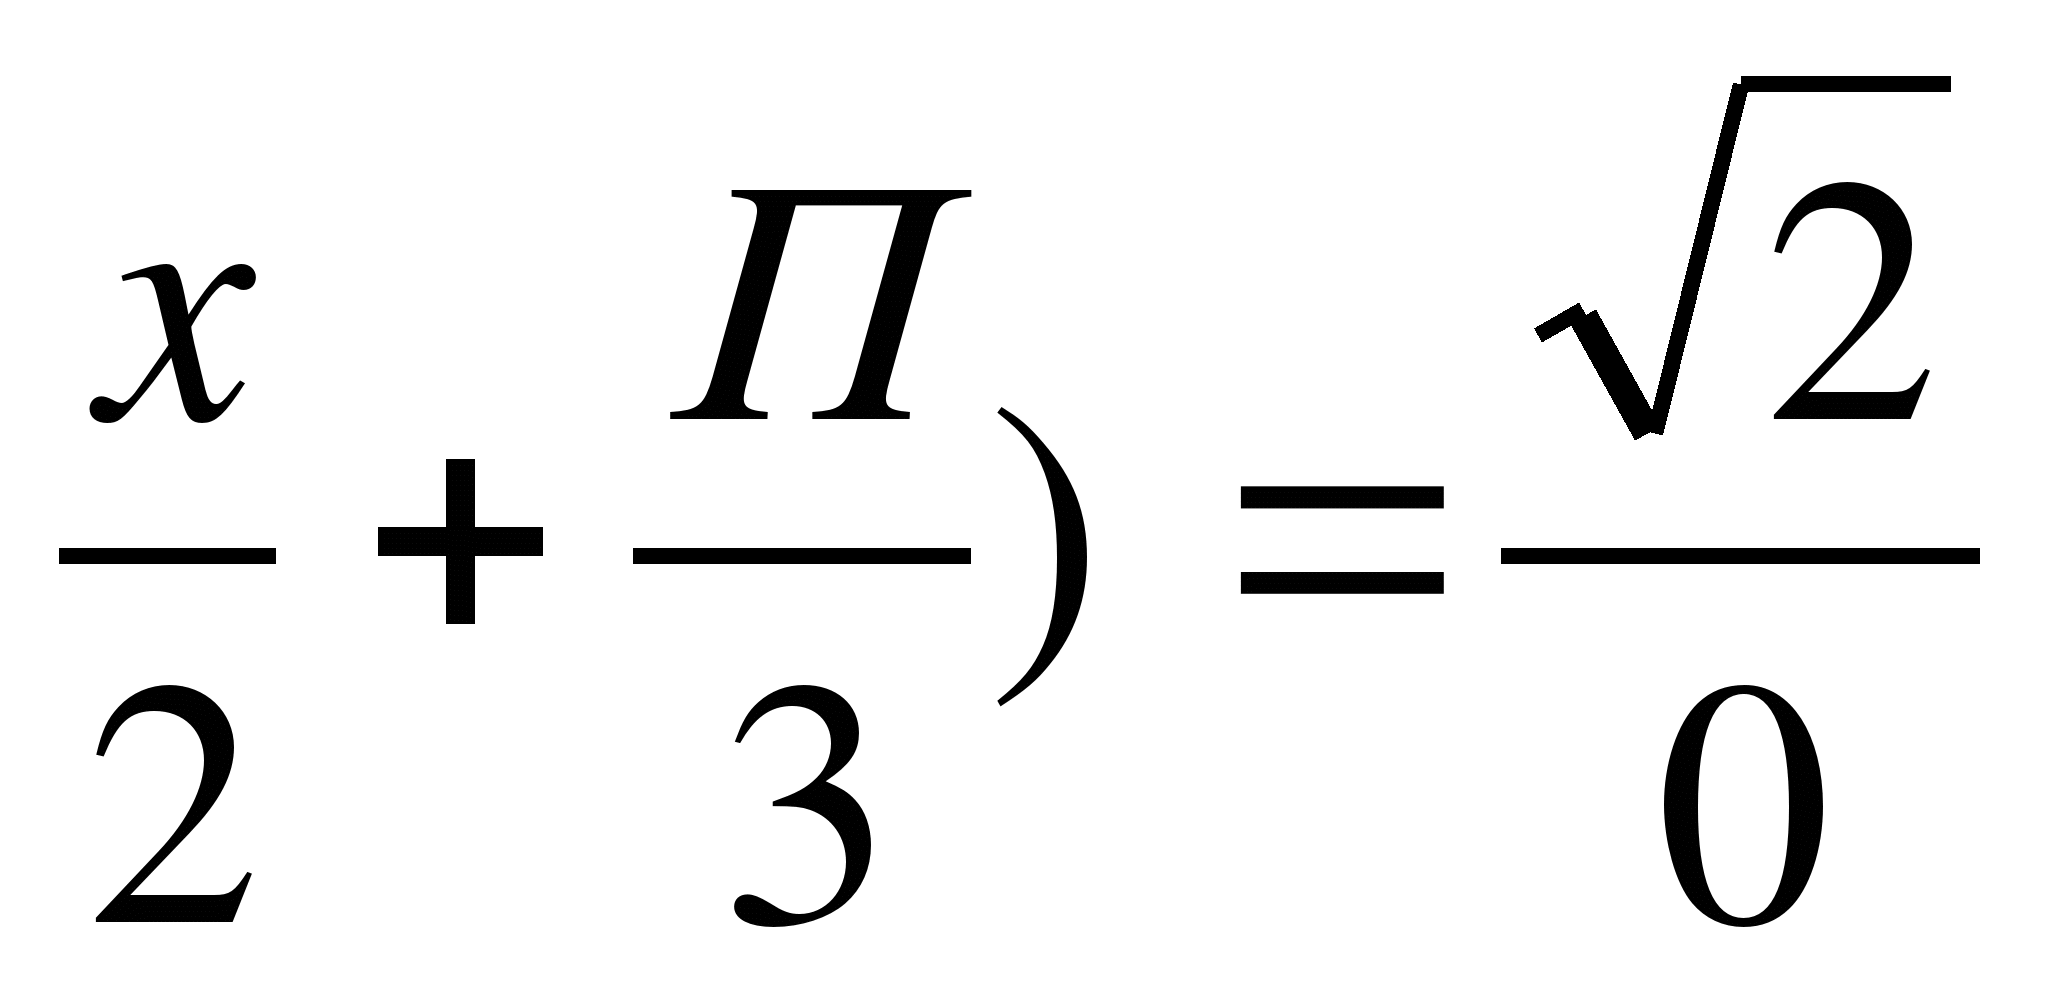 x/2 + П/3) = √2/0